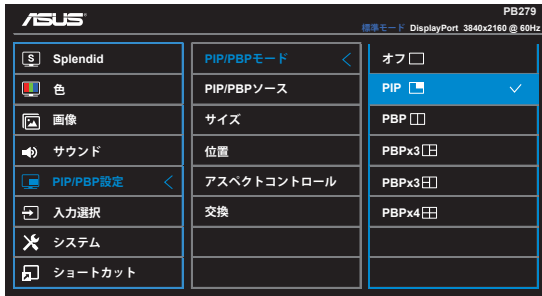 ASUS
PB279
標準モード DisplayPort 3840x2160 @ 60Hz
Splendid
色
画像
サウンド
PIP/PBP設定
入力選択
システム
ショートカット
PIP/PBPモード
PIP/PBPソース
サイズ
位置
アスペクトコントロール
交換
オフ
PIP
PBP
PBPx3
PBPx3
PBPx4